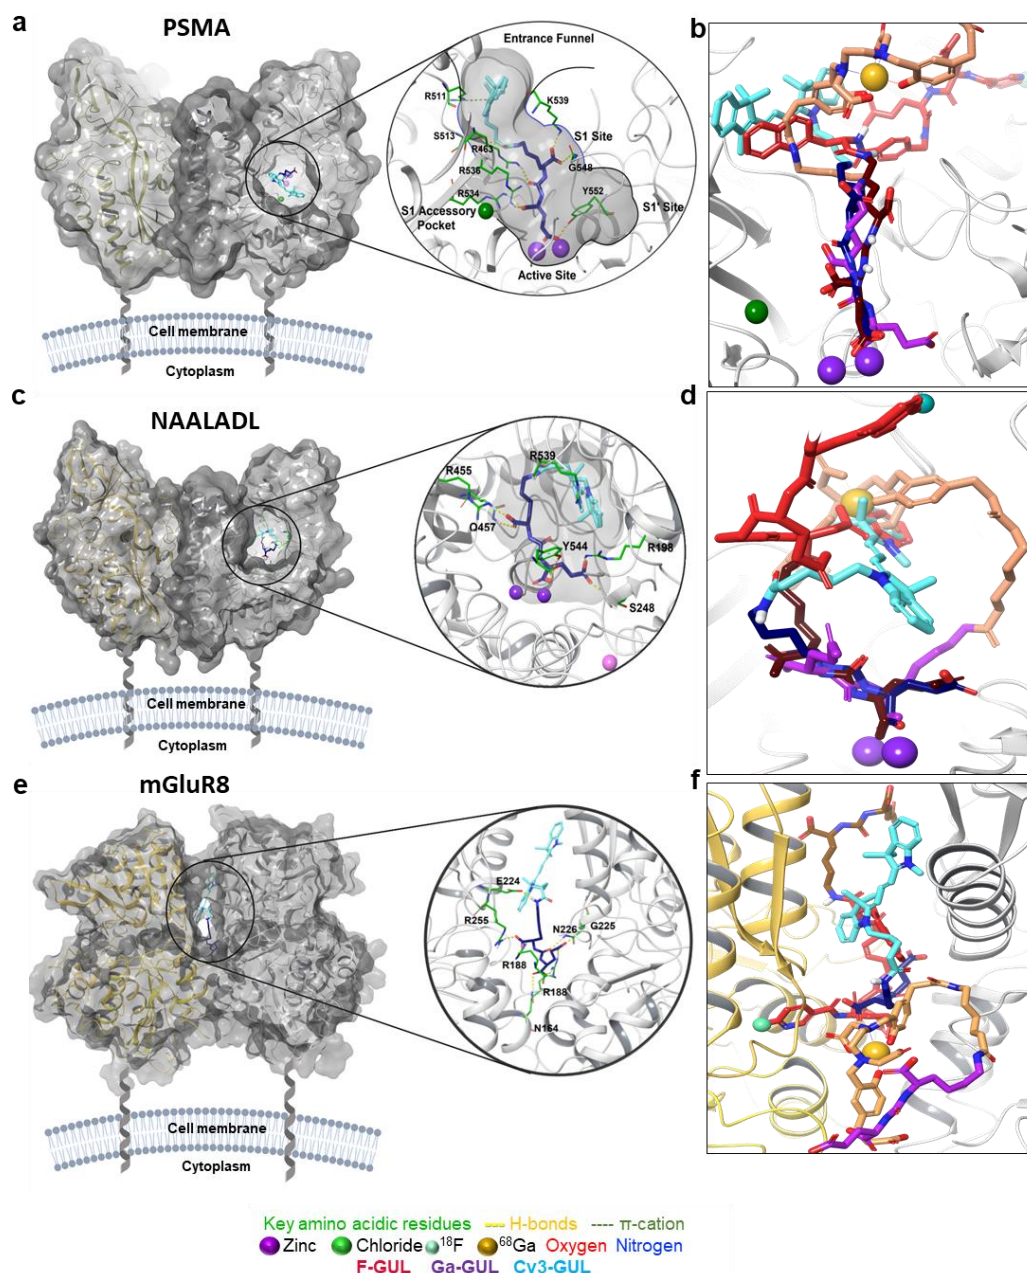 a
PSMA
Entrance Funnel
R511
K539
S513
S1 Site
R463
G548
R536
R534
Y552
S1 Accessory
Pocket
S1' Site
Active Site
Cell membrane
Cytoplasm
b
c
NAALADL
R539
R455
Q457
Y544
R198
S248
Cell membrane
Cytoplasm
d
e
mGluR8
E224
R255
N226
G225
R188
R188
N164
Cell membrane
Cytoplasm
f
Key amino acidic residues --- H-bonds ---- π-cation
Zinc Chloride 18F 68Ga Oxygen Nitrogen
F-GUL Ga-GUL Cy3-GUL